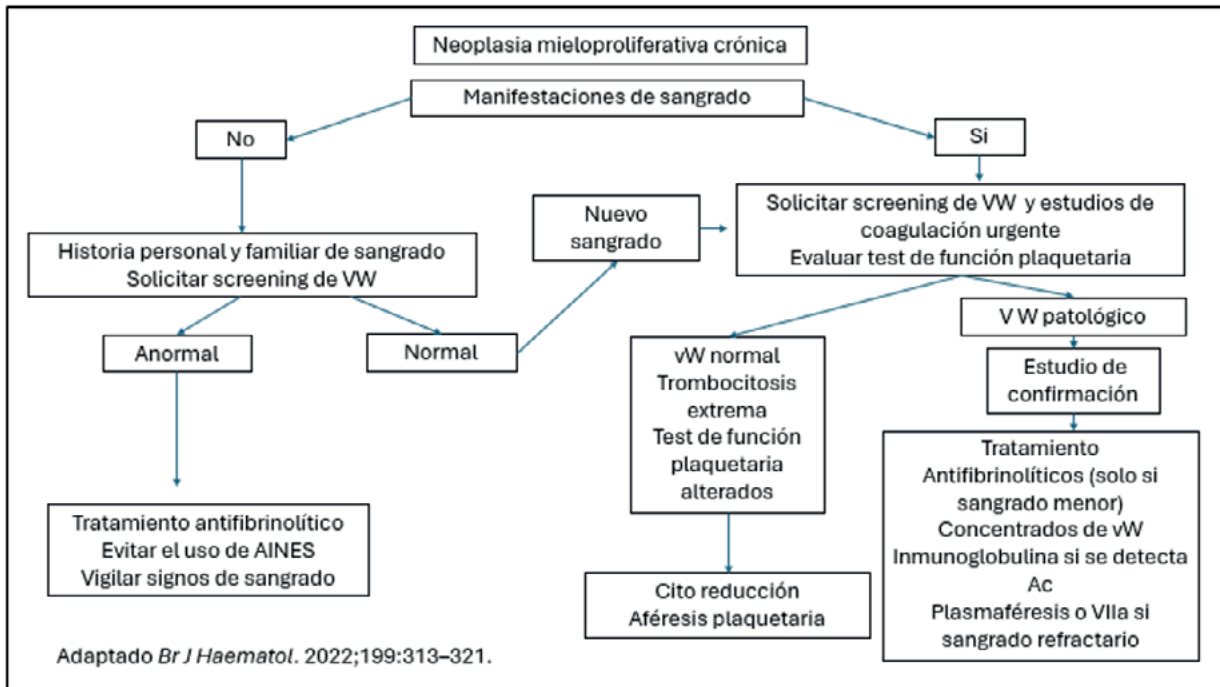 Neoplasia mieloproliferativa crónica
Manifestaciones de sangrado
No
Si
Historia personal y familiar de sangrado
Solicitar screening de VW
Nuevo
sangrado
Solicitar screening de VW y estudios de
coagulación urgente
Evaluar test de función plaquetaria
Anormal
Normal
vW normal
Trombocitosis
extrema
Test de función
plaquetaria
alterados
V W patológico
Estudio de
confirmación
Tratamiento antifibrinolítico
Evitar el uso de AINES
Vigilar signos de sangrado
Cito reducción
Aféresis plaquetaria
Tratamiento
Antifibrinolíticos (solo si
sangrado menor)
Concentrados de vW
Inmunoglobulina si se detecta
Ac
Plasmaféresis o VIIa si
sangrado refractario
Adaptado Br J Haematol. 2022;199:313–321.